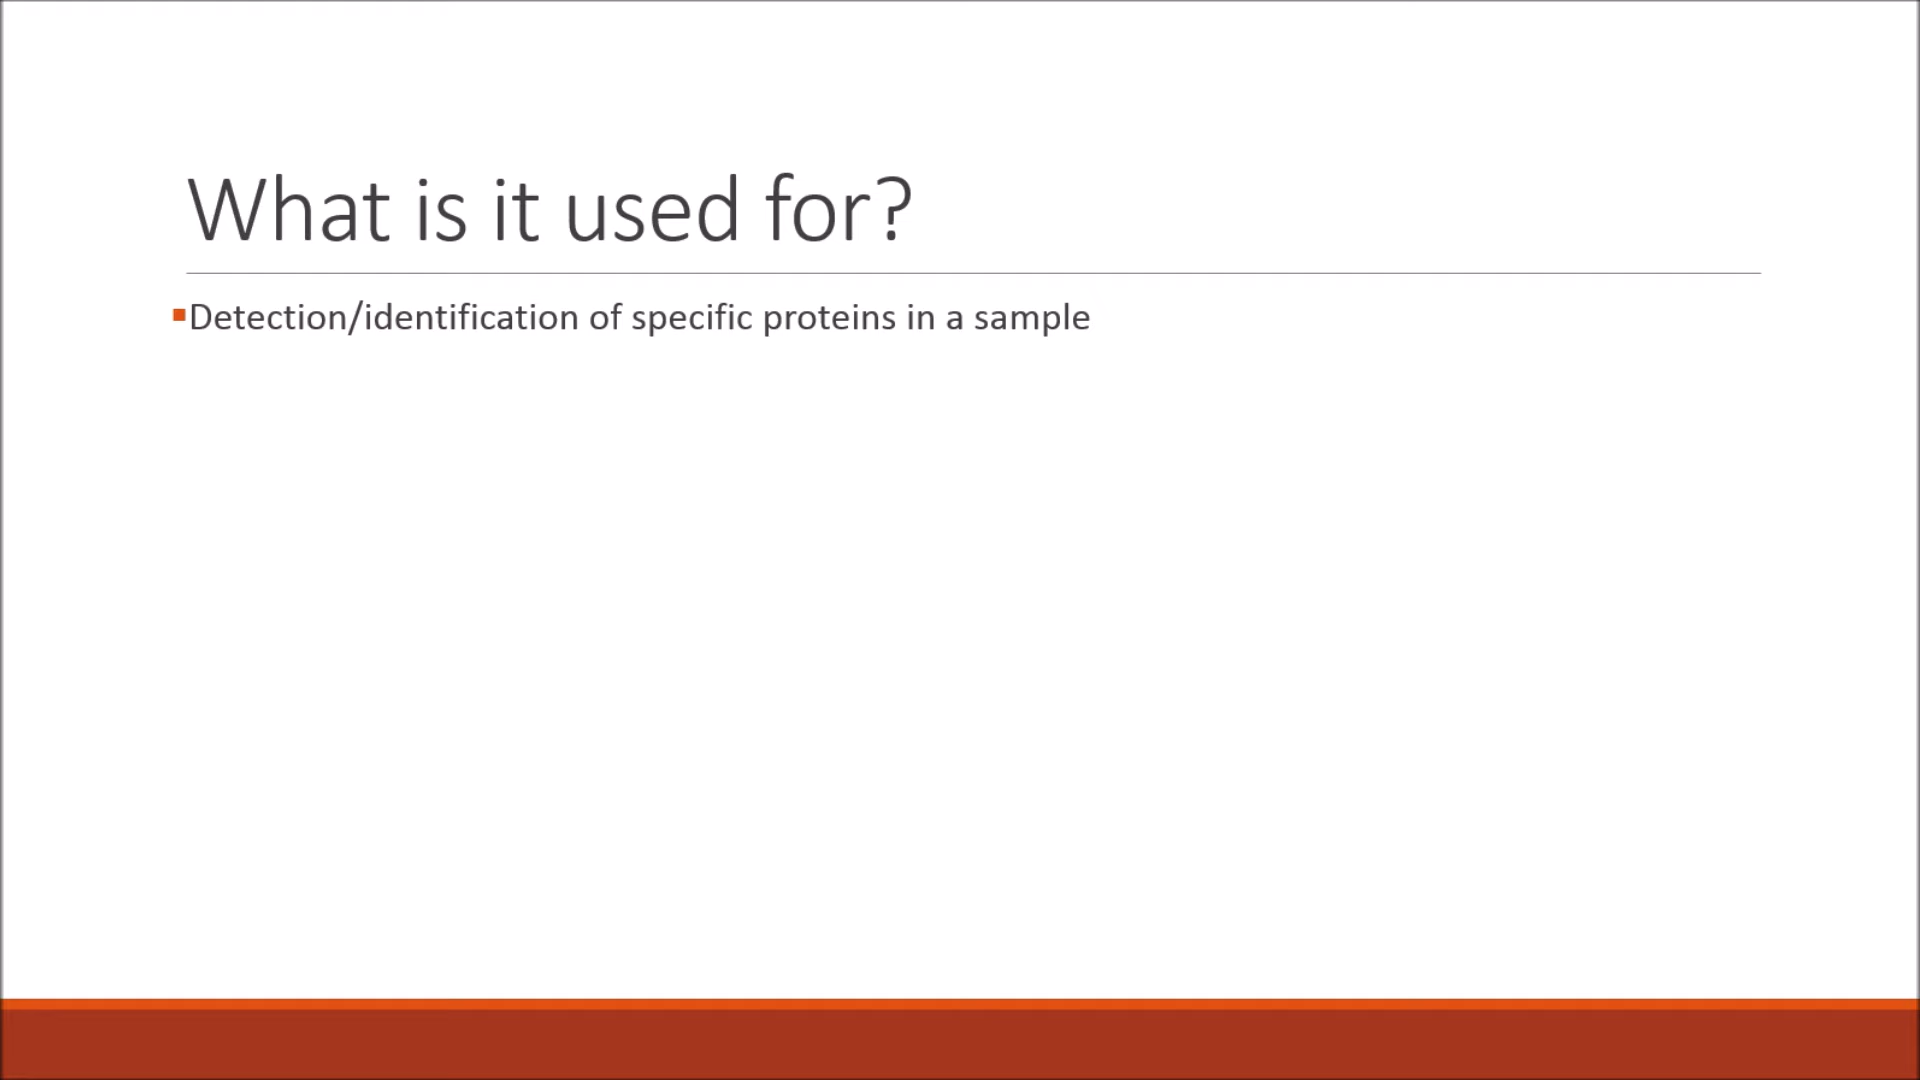 What is it used for?
▪Detection/identification of specific proteins in a sample